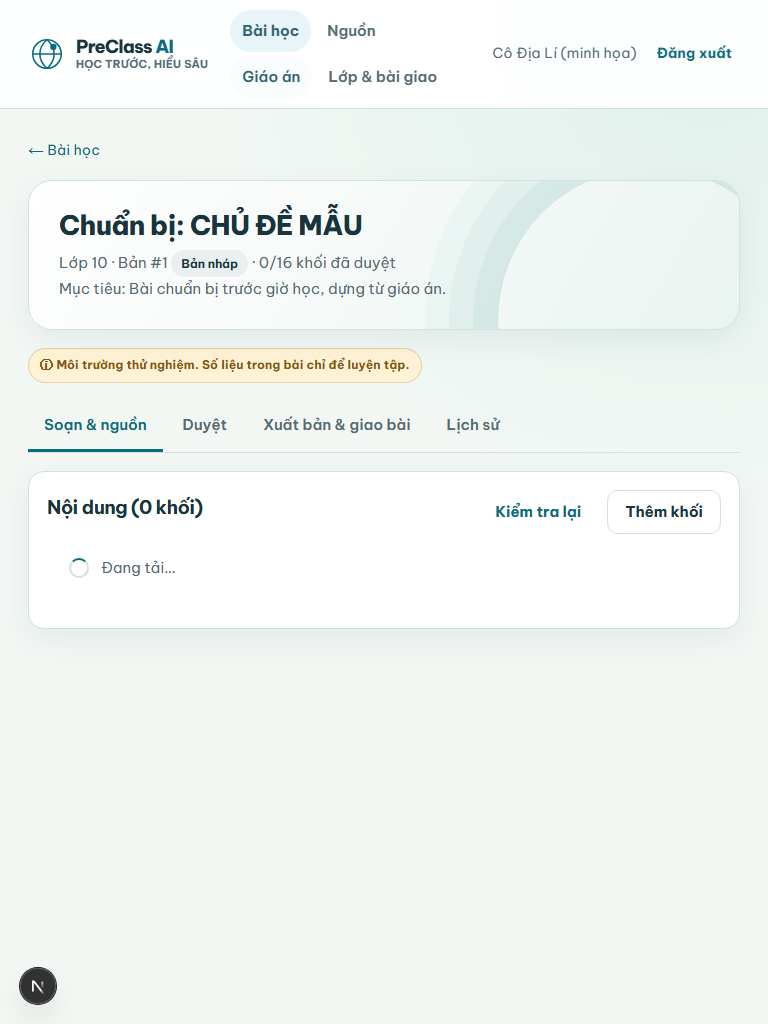 PreClass AI
HỌC TRƯỚC, HIỂU SÂU
Bài học
Nguồn
Giáo án
Lớp & bài giao
Cô Địa Lí (minh họa)
Đăng xuất
← Bài học
Chuẩn bị: CHỦ ĐỀ MẪU
Lớp 10 · Bản #1 Bản nháp · 0/16 khối đã duyệt
Mục tiêu: Bài chuẩn bị trước giờ học, dựng từ giáo án.
ⓘ Môi trường thử nghiệm. Số liệu trong bài chỉ để luyện tập.
Soạn & nguồn
Duyệt
Xuất bản & giao bài
Lịch sử
Nội dung (0 khối)
Kiểm tra lại
Thêm khối
Đang tải…
N